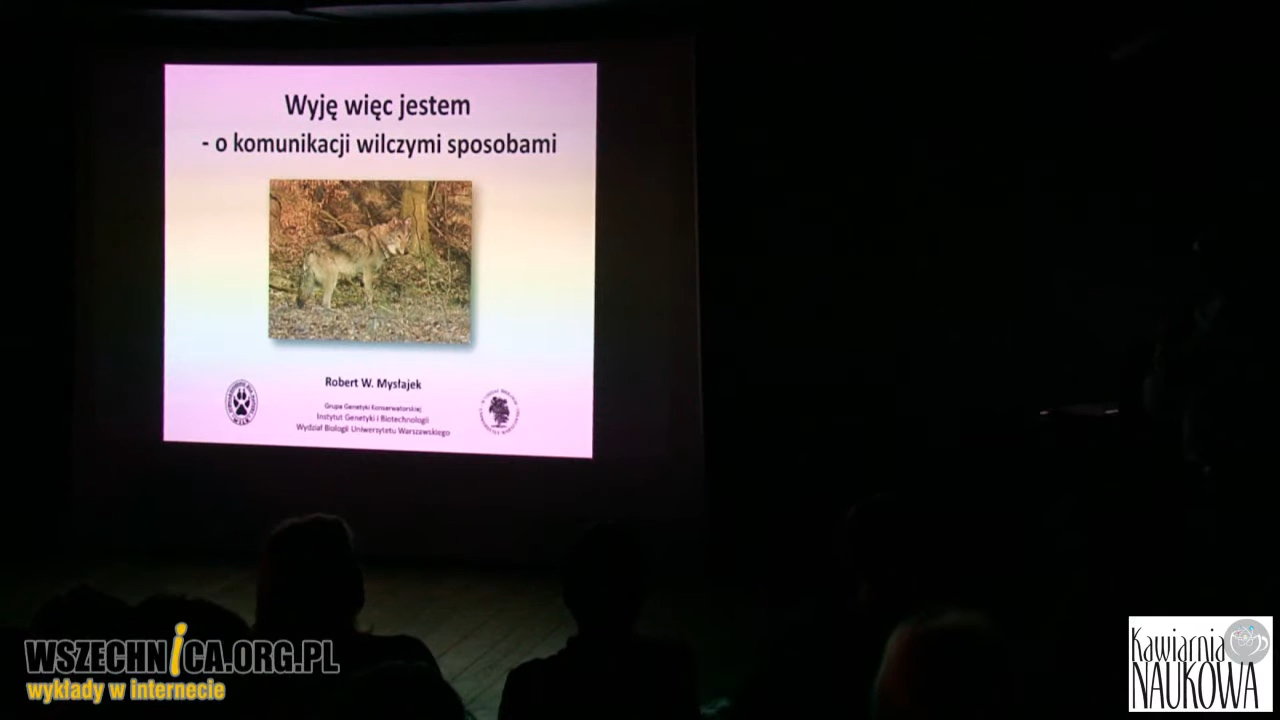 Wyję więc jestem
- o komunikacji wilczymi sposobami
Robert W. Mysłajek
Grupa Genetyki Konserwatorskiej
Instytut Genetyki i Biotechnologii
Wydział Biologii Uniwersytetu Warszawskiego
WSZECHNiCA.ORG.PL
wykłady w internecie
Kawiarnia
NAUKOWA